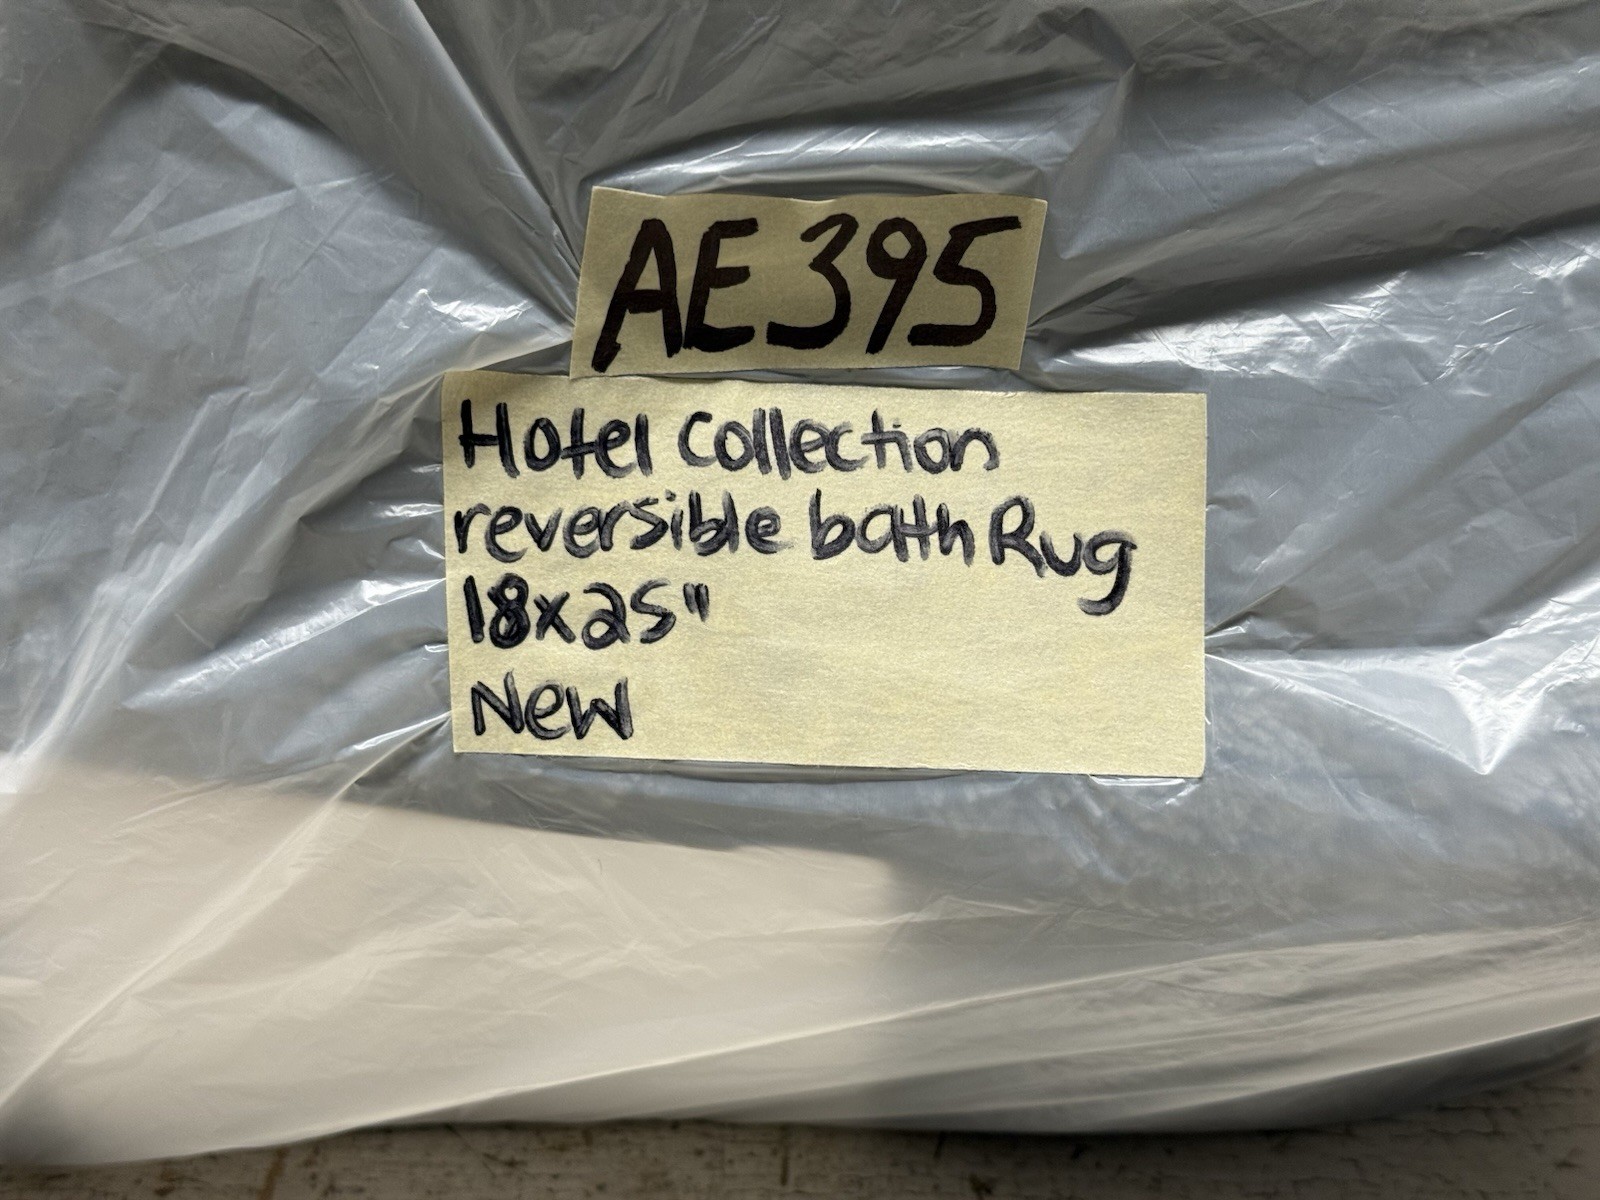 AE395
Hotel Collection
reversible bath Rug
18x25"
New